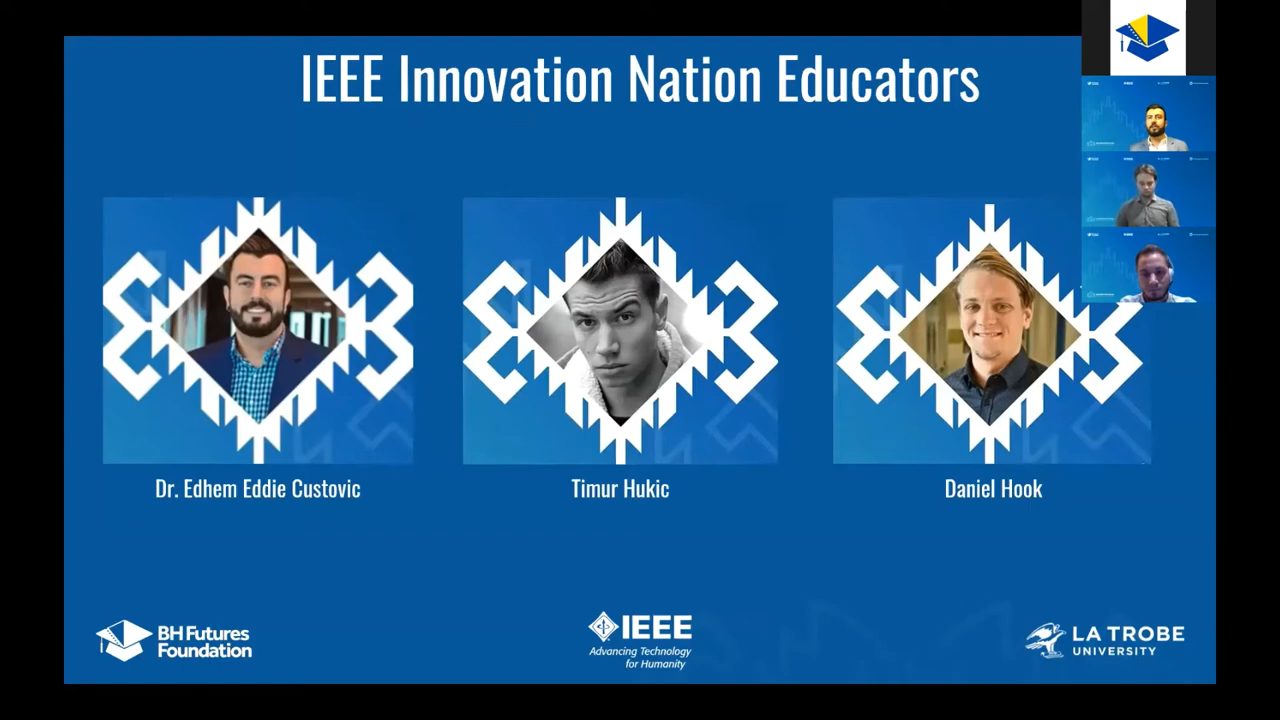 IEEE Innovation Nation Educators
Dr. Edhem Eddie Custovic
Timur Hukic
Daniel Hook
BH Futures
Foundation
IEEE
Advancing Technology
for Humanity
LA TROBE
UNIVERSITY